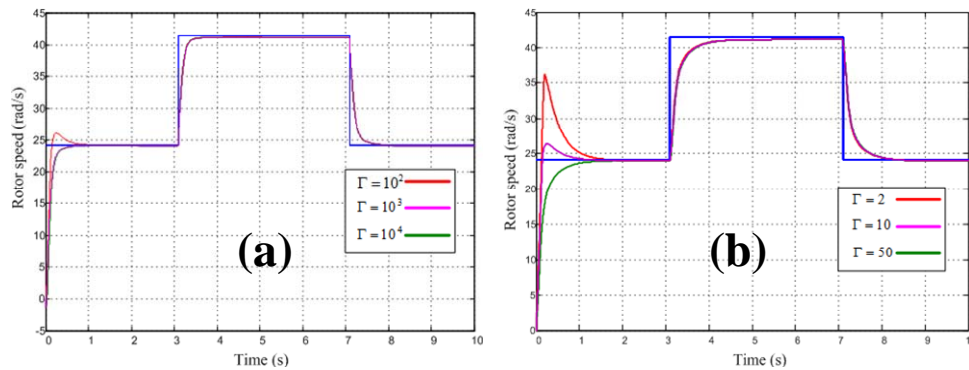 45
40
35
30
25
20
15
10
5
0
-5
Rotor speed (rad/s)
Γ = 10²
Γ = 10³
Γ = 10⁴
(a)
0 1 2 3 4 5 6 7 8 9 10
Time (s)
45
40
35
30
25
20
15
10
5
0
Rotor speed (rad/s)
Γ = 2
Γ = 10
Γ = 50
(b)
0 1 2 3 4 5 6 7 8 9 1
Time (s)